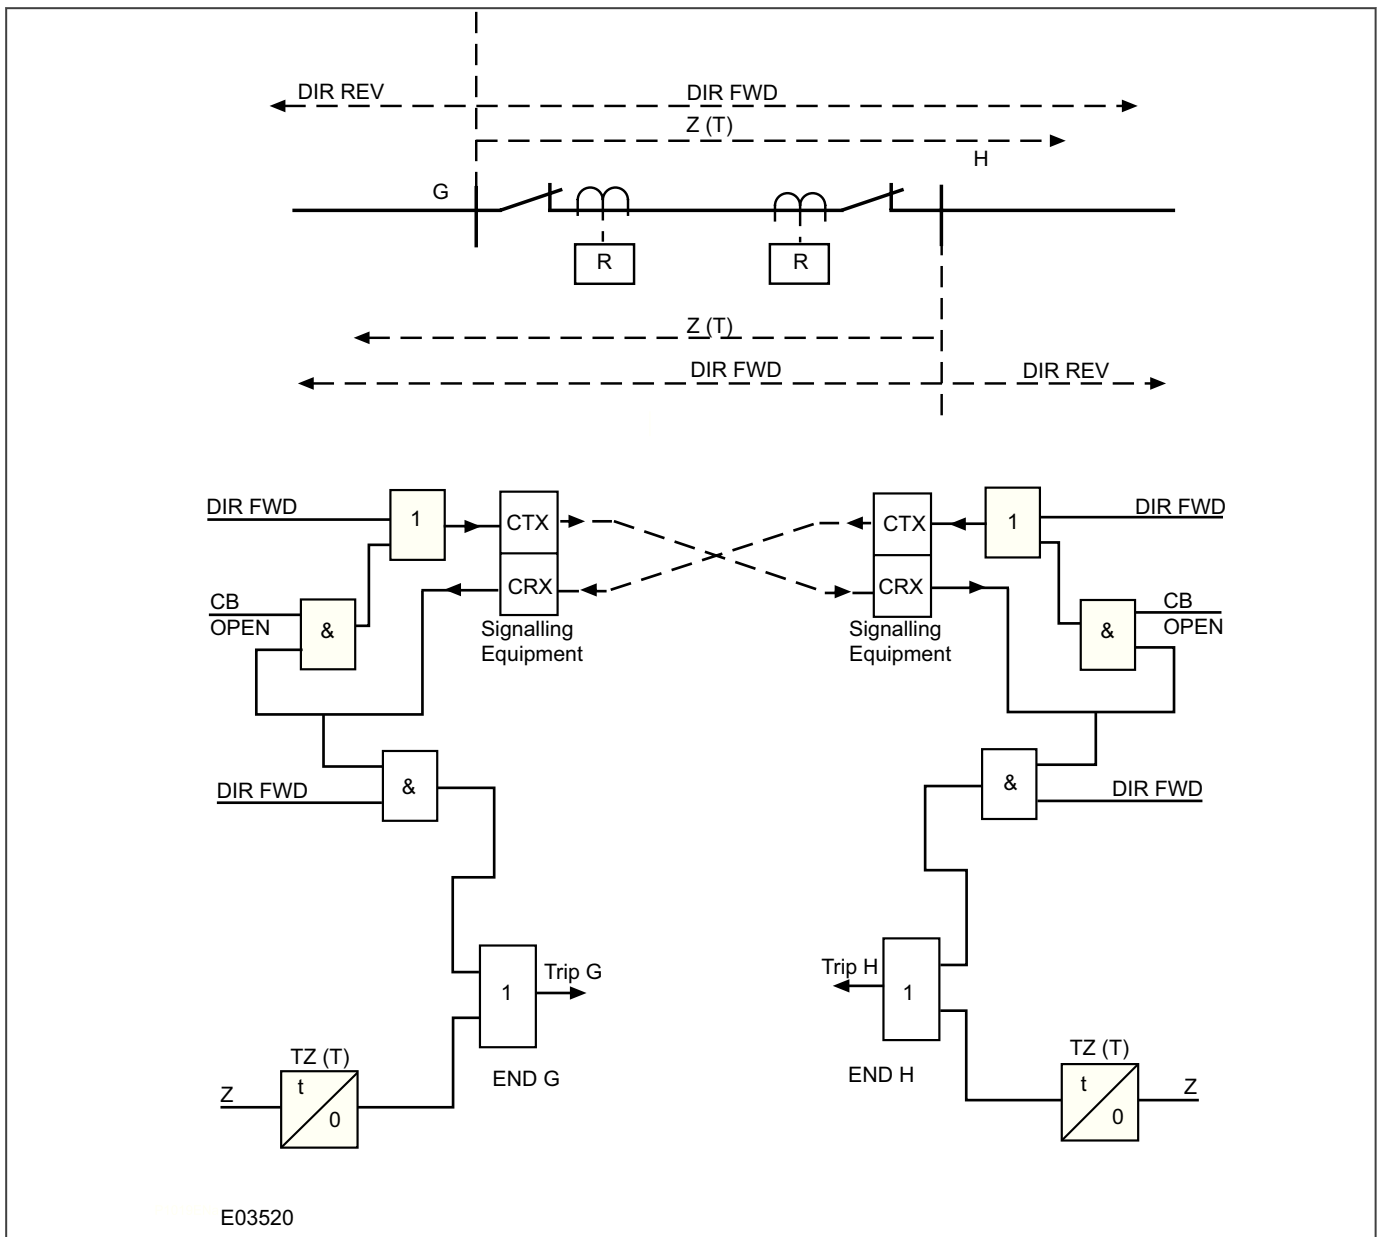 DIR REV
DIR FWD
Z (T)
H
G
R
R
Z (T)
DIR FWD
DIR REV
DIR FWD
1
CTX
CTX
1
DIR FWD
CB
OPEN
&
CRX
CRX
&
CB
OPEN
Signalling
Equipment
Signalling
Equipment
DIR FWD
&
&
DIR FWD
Trip G
1
Trip H
1
END G
END H
TZ (T)
Z
t
0
TZ (T)
t
0
Z
E03520